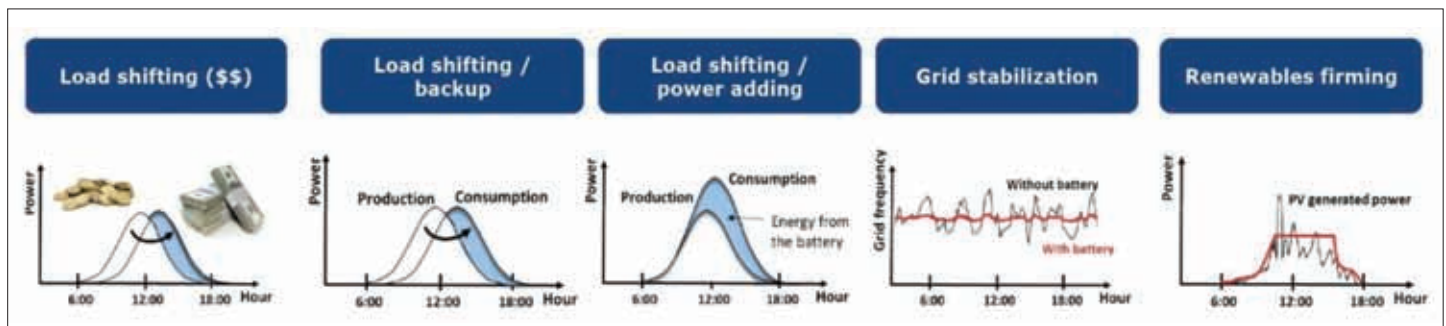 Load shifting ($$)
Load shifting /
backup
Load shifting /
power adding
Grid stabilization
Renewables firming
Power
6:00
12:00
18:00
Hour
Power
Production
Consumption
6:00
12:00
18:00
Hour
Power
Production
Consumption
Energy from
the battery
6:00
12:00
18:00
Hour
Grid frequency
Without battery
With battery
6:00
12:00
18:00
Hour
Power
PV generated power
6:00
12:00
18:00
Hour